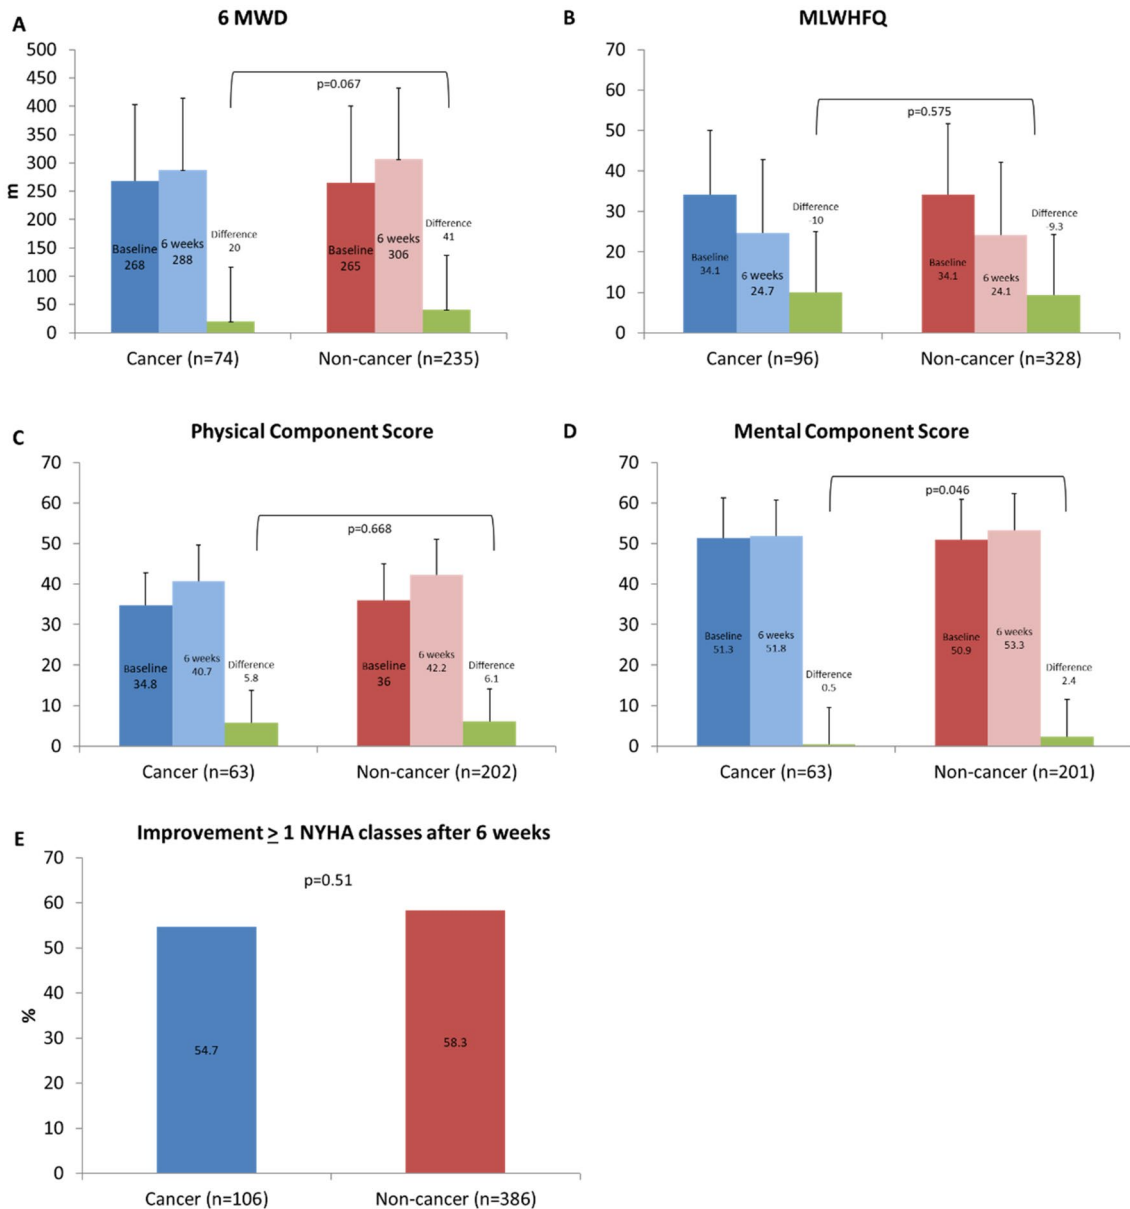 A
6 MWD
500
450
400
350
300
250
200
150
100
50
0
m
p=0.067
Baseline
268
6 weeks
288
Difference
20
Baseline
265
6 weeks
306
Difference
41
Cancer (n=74)
Non-cancer (n=235)
B
MLWHFQ
70
60
50
40
30
20
10
0
p=0.575
Baseline
34.1
6 weeks
24.7
Difference
-10
Baseline
34.1
6 weeks
24.1
Difference
-9.3
Cancer (n=96)
Non-cancer (n=328)
C
Physical Component Score
70
60
50
40
30
20
10
0
p=0.668
Baseline
34.8
6 weeks
40.7
Difference
5.8
Baseline
36
6 weeks
42.2
Difference
6.1
Cancer (n=63)
Non-cancer (n=202)
D
Mental Component Score
70
60
50
40
30
20
10
0
p=0.046
Baseline
51.3
6 weeks
51.8
Difference
0.5
Baseline
50.9
6 weeks
53.3
Difference
2.4
Cancer (n=63)
Non-cancer (n=201)
E
Improvement ≥ 1 NYHA classes after 6 weeks
70
60
50
40
30
20
10
0
%
p=0.51
54.7
58.3
Cancer (n=106)
Non-cancer (n=386)